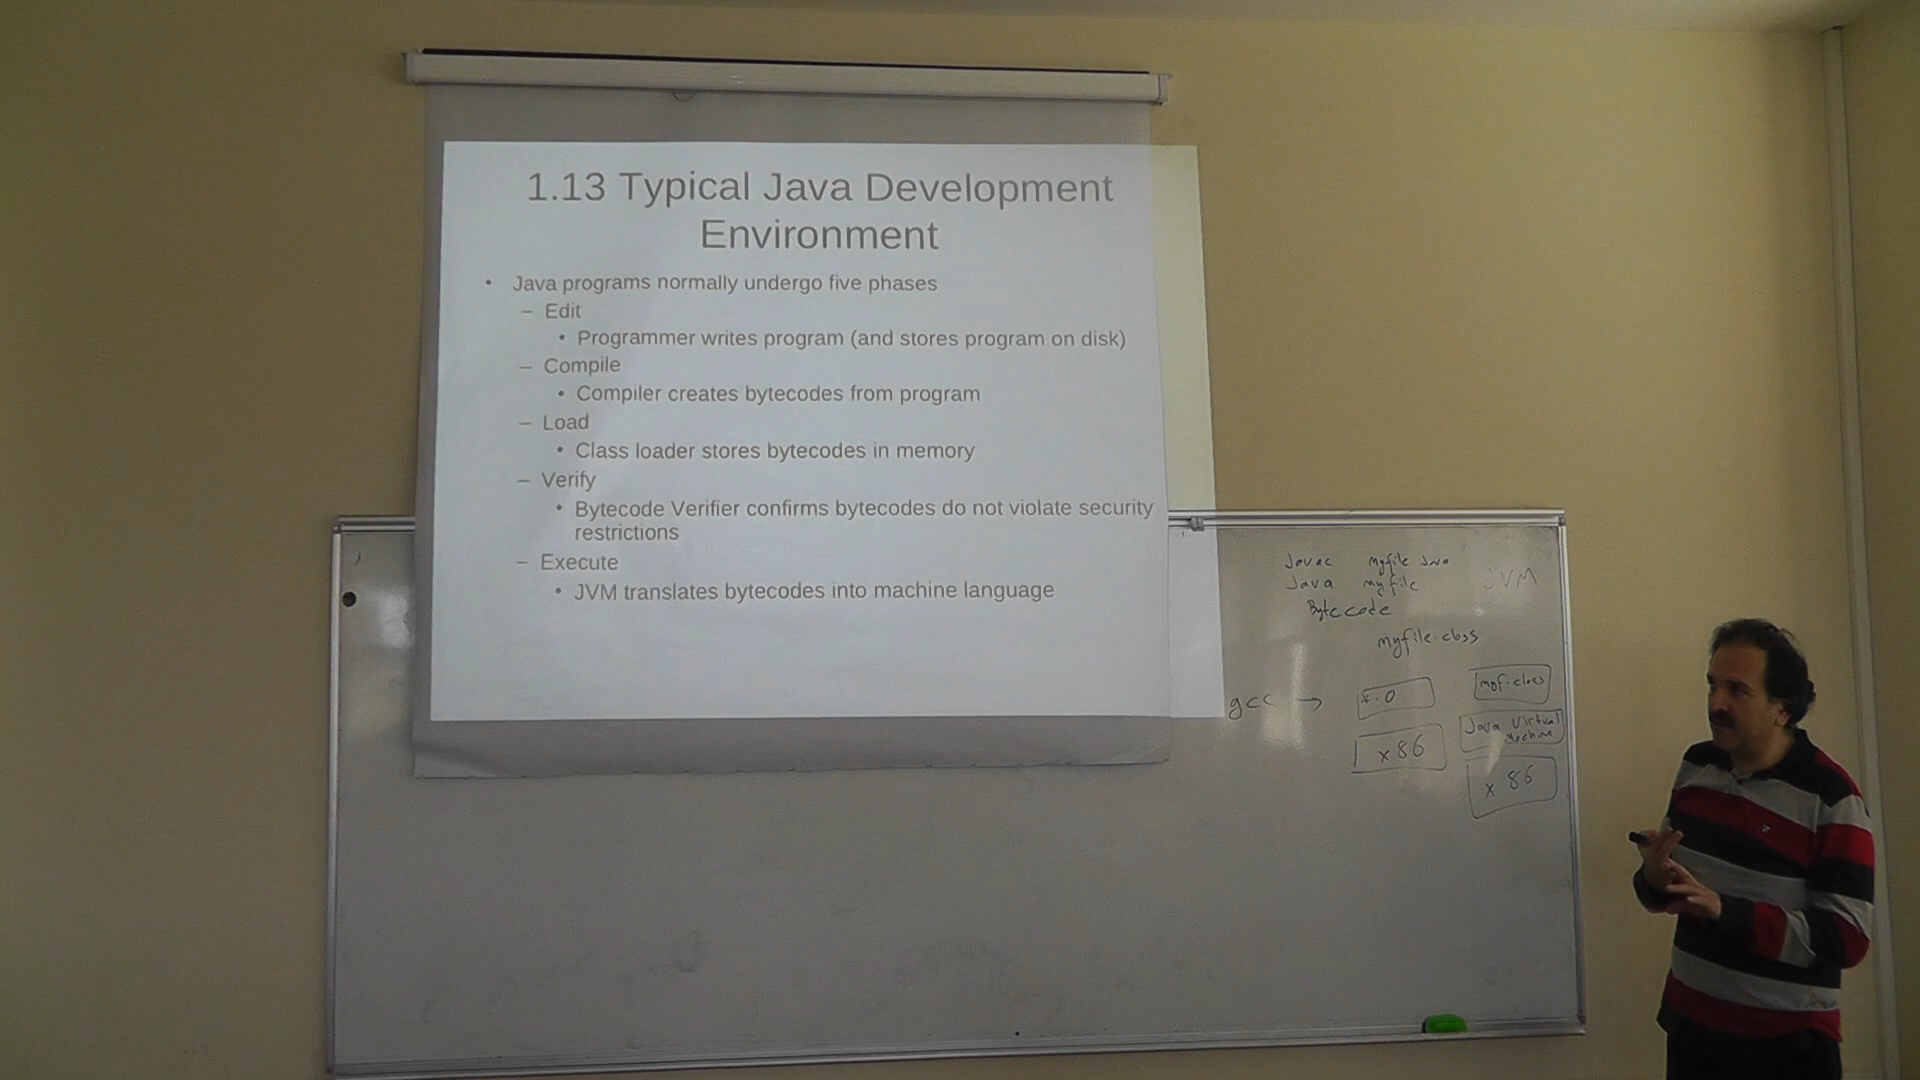 1.13 Typical Java Development
Environment
• Java programs normally undergo five phases
– Edit
• Programmer writes program (and stores program on disk)
– Compile
• Compiler creates bytecodes from program
– Load
• Class loader stores bytecodes in memory
– Verify
• Bytecode Verifier confirms bytecodes do not violate security
restrictions
– Execute
• JVM translates bytecodes into machine language
Javac myfile
Java myfile
JVM
Bytecode
myfile.class
gcc →
*.o
x86
Java Virtual
Machine
x 86